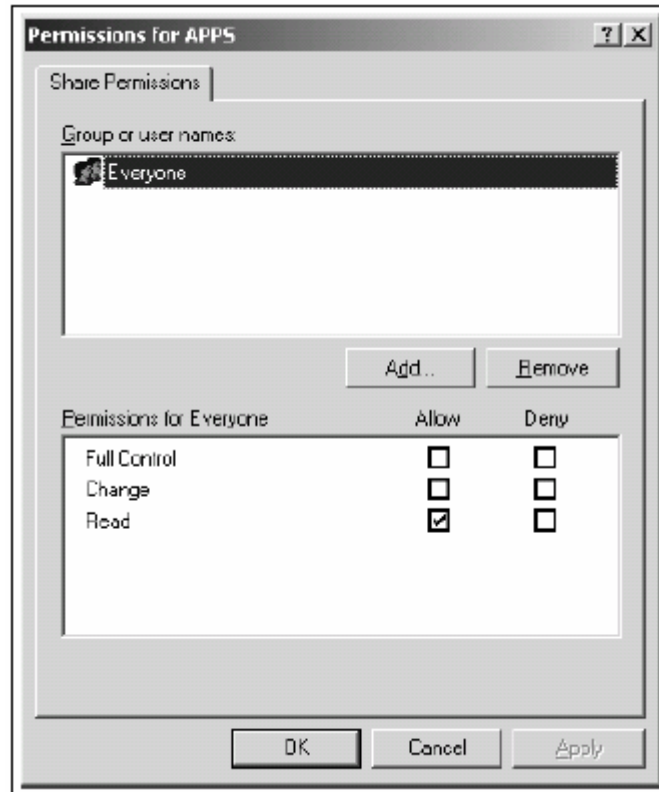 Permissions for APPS
Share Permissions
Group or user names:
Everyone
Add...
Remove
Permissions for Everyone
Allow
Deny
Full Control
Change
Read
OK
Cancel
Apply